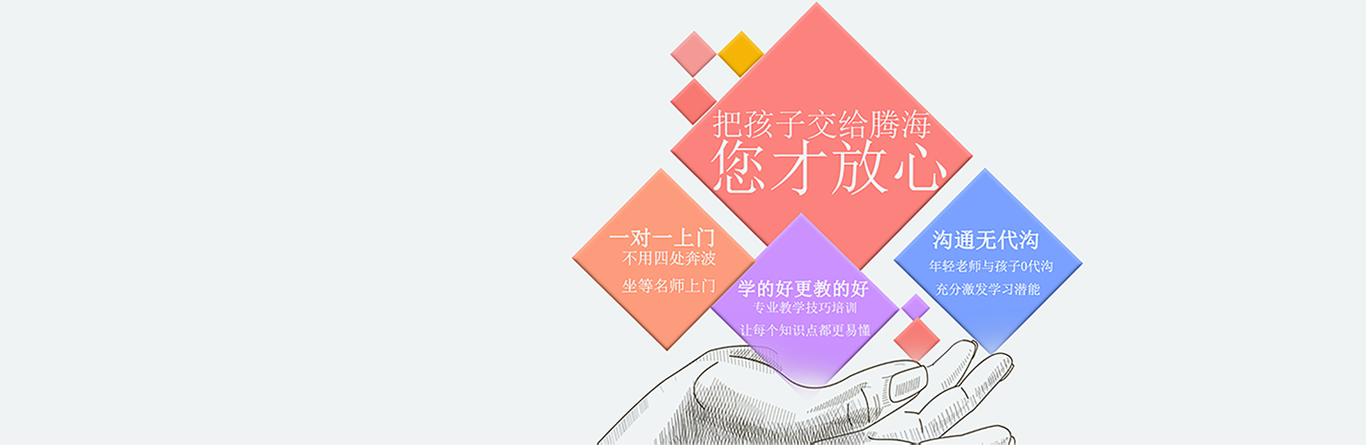 把孩子交给腾海
您才放心
一对一上门
不用四处奔波
坐等名师上门
学的好更教的好
专业教学技巧培训
让每个知识点都更易懂
沟通无代沟
年轻老师与孩子0代沟
充分激发学习潜能